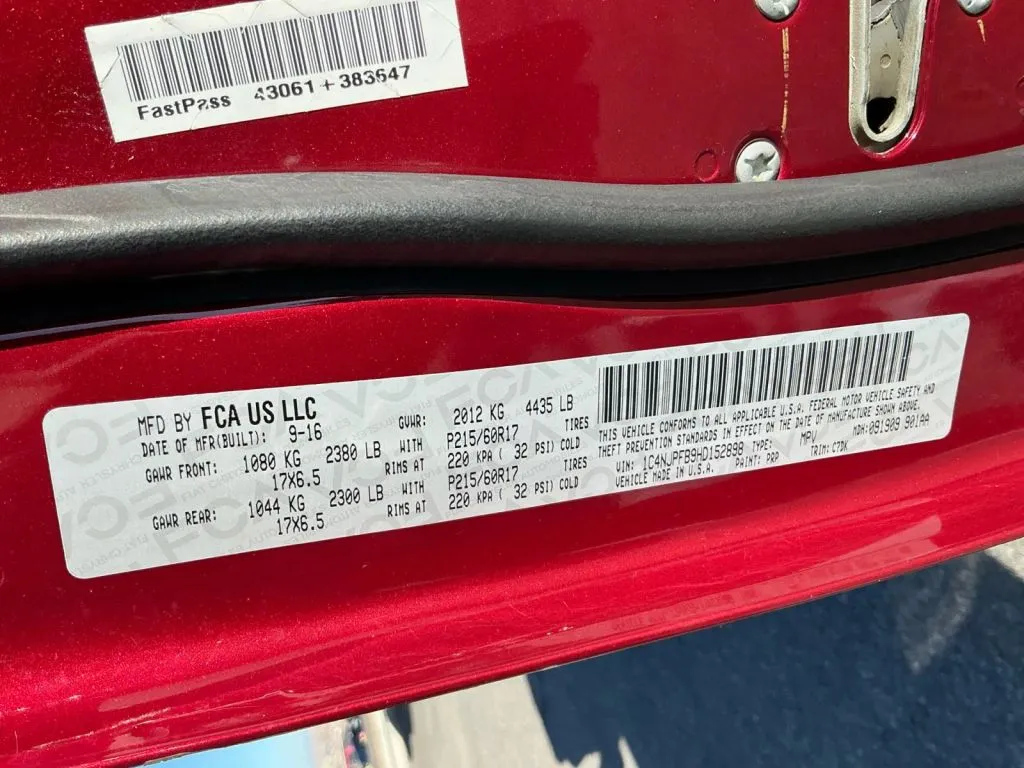 FastPass 43061 + 383647
MFD BY FCA US LLC
DATE OF MFR(BUILT): 9-16
GVWR: 2012 KG 4435 LB
GAWR FRONT: 1080 KG 2380 LB WITH P215/60R17 TIRES
17X6.5 RIMS AT 220 KPA ( 32 PSI) COLD
GAWR REAR: 1044 KG 2300 LB WITH P215/60R17 TIRES
17X6.5 RIMS AT 220 KPA ( 32 PSI) COLD
THIS VEHICLE CONFORMS TO ALL APPLICABLE U.S.A. FEDERAL MOTOR VEHICLE SAFETY AND
THEFT PREVENTION STANDARDS IN EFFECT ON THE DATE OF MANUFACTURE SHOWN ABOVE.
VIN: 1C4NJPFB9HD152898 TYPE: MPV MDH: 091909 901AA
VEHICLE MADE IN U.S.A. PAINT: PRP TRIM: C7DK